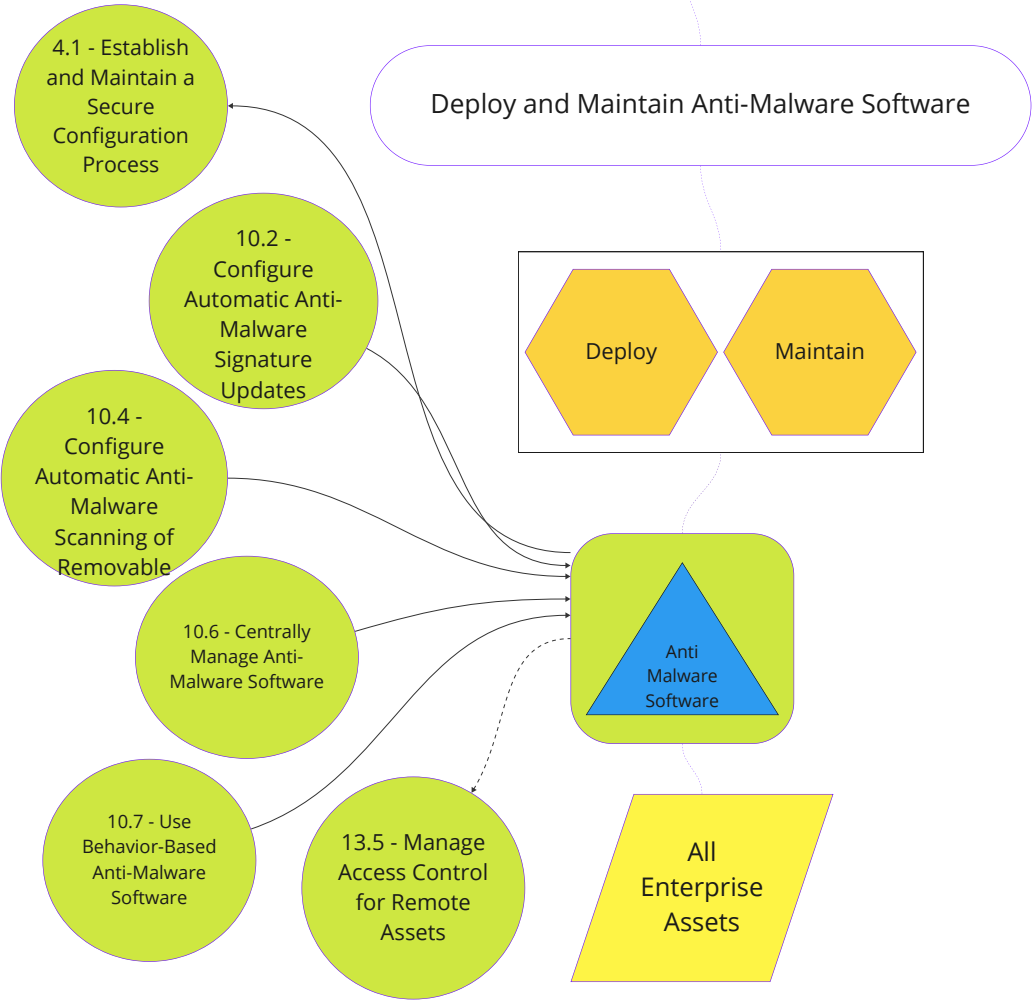 4.1 - Establish
and Maintain a
Secure
Configuration
Process
Deploy and Maintain Anti-Malware Software
10.2 -
Configure
Automatic Anti-
Malware
Signature
Updates
Deploy
Maintain
10.4 -
Configure
Automatic Anti-
Malware
Scanning of
Removable
10.6 - Centrally
Manage Anti-
Malware Software
Anti
Malware
Software
10.7 - Use
Behavior-Based
Anti-Malware
Software
13.5 - Manage
Access Control
for Remote
Assets
All
Enterprise
Assets